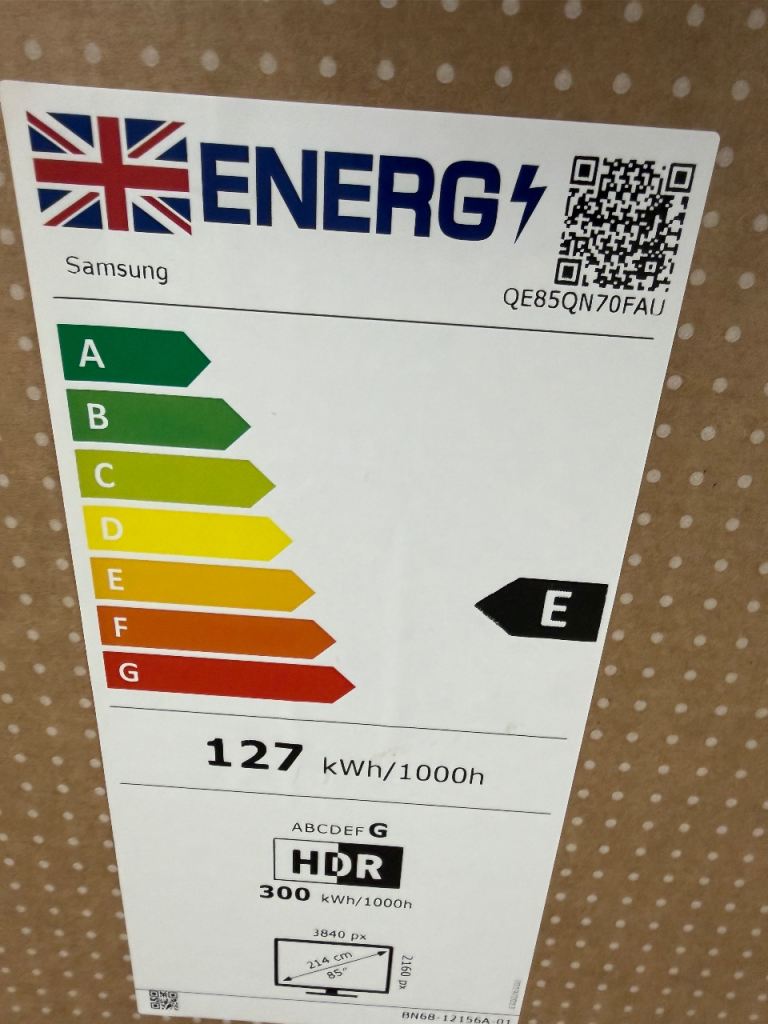 ENERG
Samsung
QE85QN70FAU
A
B
C
D
E
F
G
E
127 kWh/1000h
ABCDEFG
HDR
300 kWh/1000h
3840 px
2160 px
214 cm
85"
BN68-12156A-01